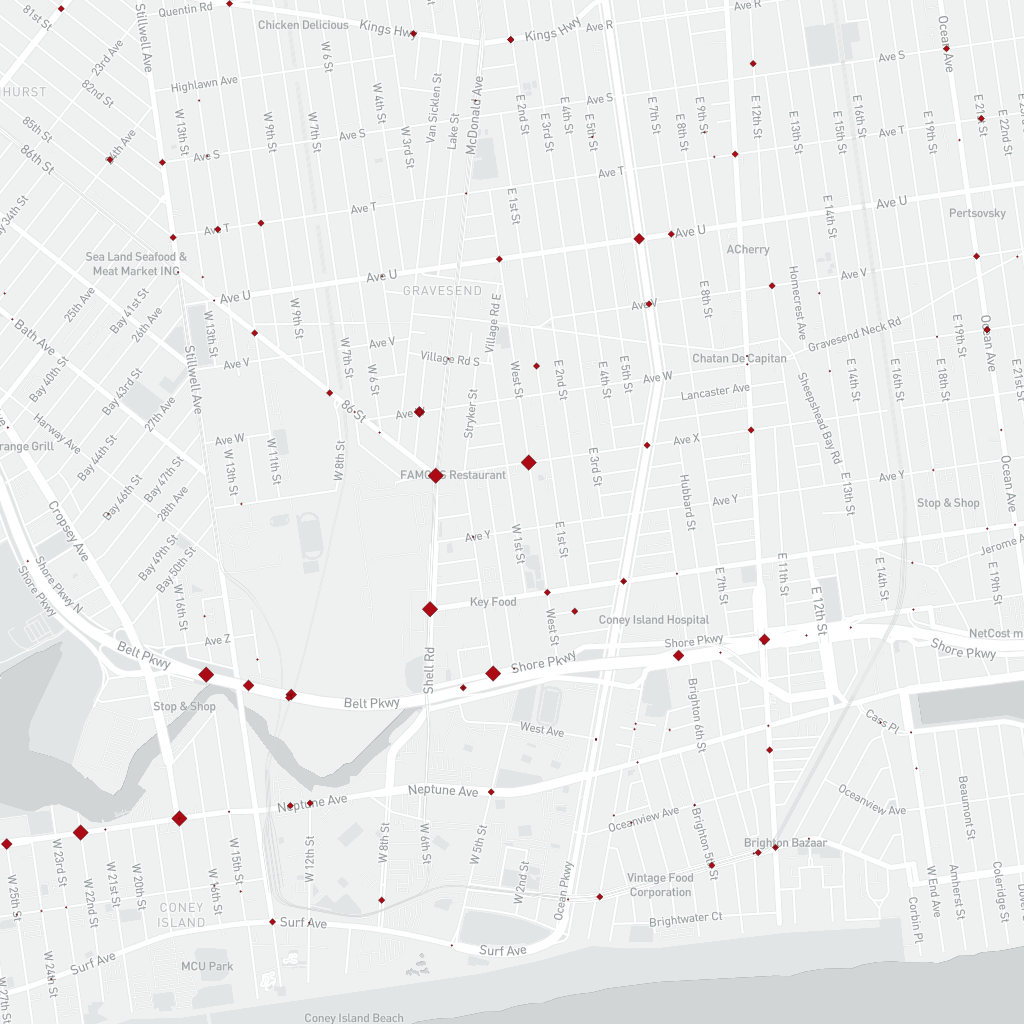 81st St
Quentin Rd
Stillwell Ave
Chicken Delicious
Kings Hwy
Kings Hwy
Ave R
Ave R
Ocean Ave
23rd Ave
W 6 St
Highlawn Ave
82nd St
W 4th St
Van Sicklen St
McDonald Ave
Ave S
Ave S
Ave S
Ave S
85th St
86th St
W 13th St
W 9th St
W 7th St
W 3rd St
Lake St
E 2nd St
E 3rd St
E 4th St
E 5th St
E 7th St
E 8th St
E 9th St
E 12th St
E 13th St
E 15th St
E 16th St
Ave T
E 19th St
E 21st St
E 22nd St
Ave T
Ave T
Ave T
E 1st St
E 14th St
Ave U
Pertsovsky
Ave U
ACherry
Sea Land Seafood &
Meat Market INC
Ave U
Ave U
GRAVESEND
25th Ave
Bay 41st St
26th Ave
Bath Ave
W 13th St
W 9th St
Village Rd E
E 8th St
Homecrest Ave
Ave V
Gravesend Neck Rd
E 19th St
Ocean Ave
Ave V
Ave V
W 7th St
W 6 St
Village Rd S
Chatan De Capitan
Bay 40th St
Bay 43rd St
27th Ave
Stillwell Ave
West St
E 2nd St
E 4th St
E 5th St
Ave W
Lancaster Ave
Sheepshead Bay Rd
E 14th St
E 16th St
E 18th St
E 21st St
86 St
Stryker St
Harway Ave
Bay 44th St
Ave W
W 11th St
W 8th St
Ave X
FAMOUS Restaurant
E 3rd St
Bay 46th St
Bay 47th St
28th Ave
W 13th St
Hubbard St
Ave Y
Ave Y
E 13th St
Stop & Shop
Ocean Ave
Cropsey Ave
Ave Y
W 1st St
E 1st St
Bay 49th St
Bay 50th St
Shore Pkwy N
Shore Pkwy
W 16th St
E 7th St
E 11th St
E 12th St
E 14th St
E 19th St
Key Food
West St
Coney Island Hospital
Ave Z
Shore Pkwy
Shore Pkwy
Belt Pkwy
Shell Rd
Shore Pkwy
Belt Pkwy
Stop & Shop
Brighton 6th St
West Ave
Cass Pl
Neptune Ave
Neptune Ave
Oceanview Ave
Oceanview Ave
Beaumont St
Brighton 5th St
Brighton Bazaar
W 23rd St
W 25th St
W 22nd St
W 21st St
W 20th St
W 15th St
W 16th St
W 12th St
W 8th St
W 6th St
W 5th St
W 2nd St
Ocean Pkwy
Vintage Food
Corporation
W End Ave
Amherst St
Coleridge St
Corbin Pl
Brightwater Ct
CONEY
ISLAND
Surf Ave
Surf Ave
Surf Ave
MCU Park
W 24th St
W 27th St
Coney Island Beach